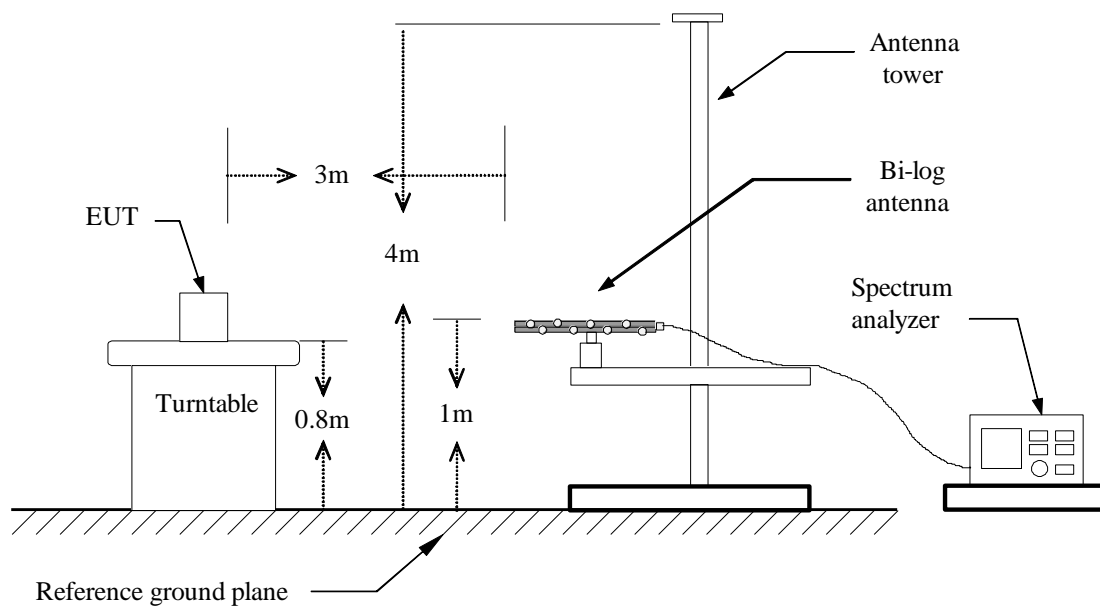 Antenna
tower
3m
Bi-log
antenna
EUT
4m
Spectrum
analyzer
Turntable
0.8m
1m
Reference ground plane